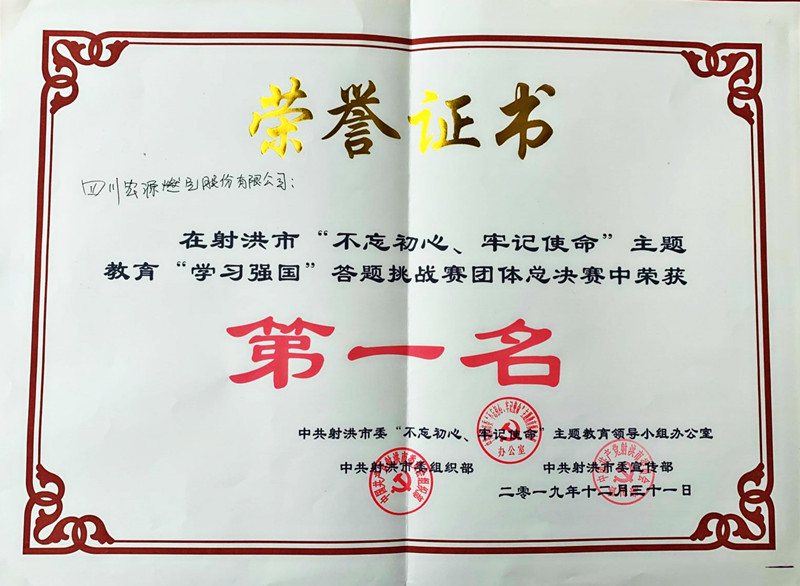 荣誉证书
四川宏源燃气股份有限公司：
在射洪市“不忘初心、牢记使命”主题
教育“学习强国”答题挑战赛团体总决赛中荣获
第一名
中共射洪市委“不忘初心、牢记使命”主题教育领导小组办公室
办公室
中共射洪市委组织部 中共射洪市委宣传部
二零一九年十二月三十一日